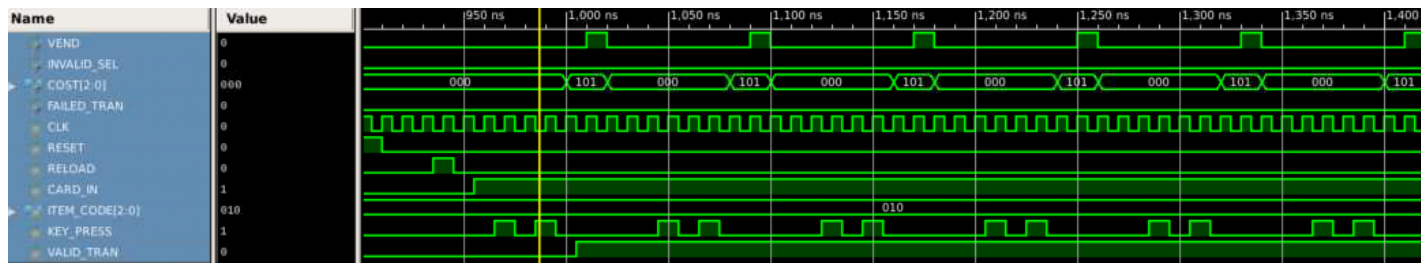 Name Value 950 ns 1,000 ns 1,050 ns 1,100 ns 1,150 ns 1,200 ns 1,250 ns 1,300 ns 1,350 ns 1,400
VEND 0
INVALID_SEL 0
COST[2:0] 000 000 101 000 101 000 101 000 101 000 101 000 101
FAILED_TRAN 0
CLK 0
RESET 0
RELOAD 0
CARD_IN 1
ITEM_CODE[2:0] 010 010
KEY_PRESS 1
VALID_TRAN 0